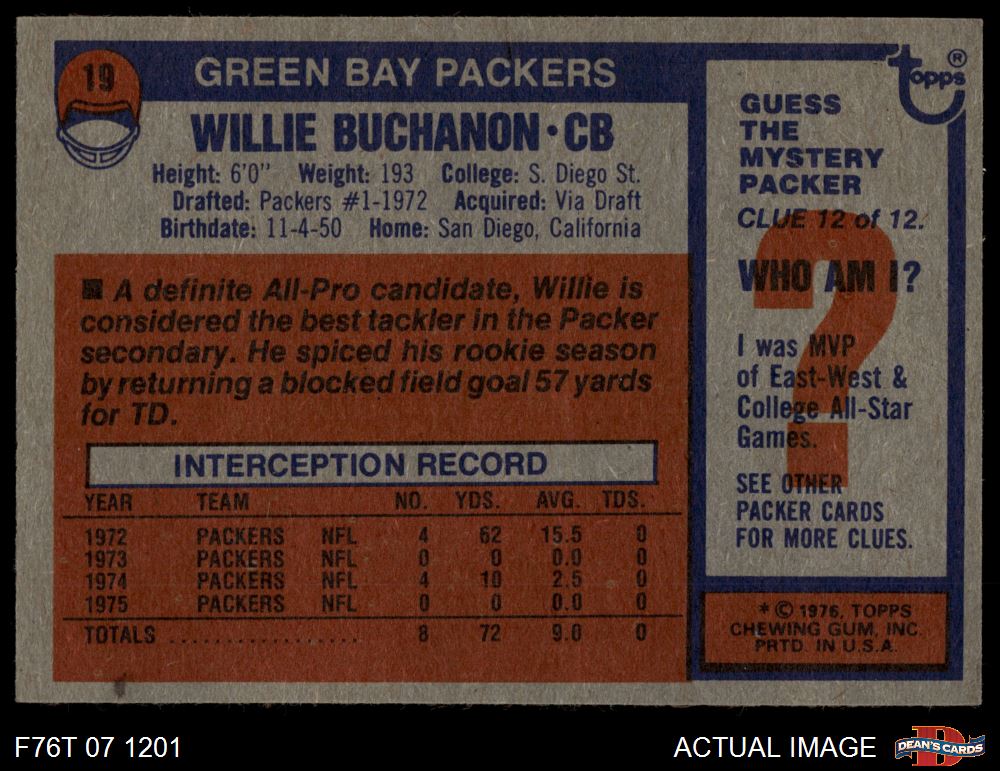 19
GREEN BAY PACKERS
WILLIE BUCHANON • CB
Height: 6'0" Weight: 193 College: S. Diego St.
Drafted: Packers #1-1972 Acquired: Via Draft
Birthdate: 11-4-50 Home: San Diego, California
■ A definite All-Pro candidate, Willie is
considered the best tackler in the Packer
secondary. He spiced his rookie season
by returning a blocked field goal 57 yards
for TD.
INTERCEPTION RECORD
YEAR TEAM NO. YDS. AVG. TDS.
1972 PACKERS NFL 4 62 15.5 0
1973 PACKERS NFL 0 0 0.0 0
1974 PACKERS NFL 4 10 2.5 0
1975 PACKERS NFL 0 0 0.0 0
TOTALS .................. 8 72 9.0 0
topps ®
GUESS
THE
MYSTERY
PACKER
CLUE 12 of 12.
?
WHO AM I?
I was MVP
of East-West &
College All-Star
Games.
SEE OTHER
PACKER CARDS
FOR MORE CLUES.
* © 1976, TOPPS
CHEWING GUM, INC.
PRTD. IN U.S.A.
F76T 07 1201
ACTUAL IMAGE
D
DEAN'S CARDS